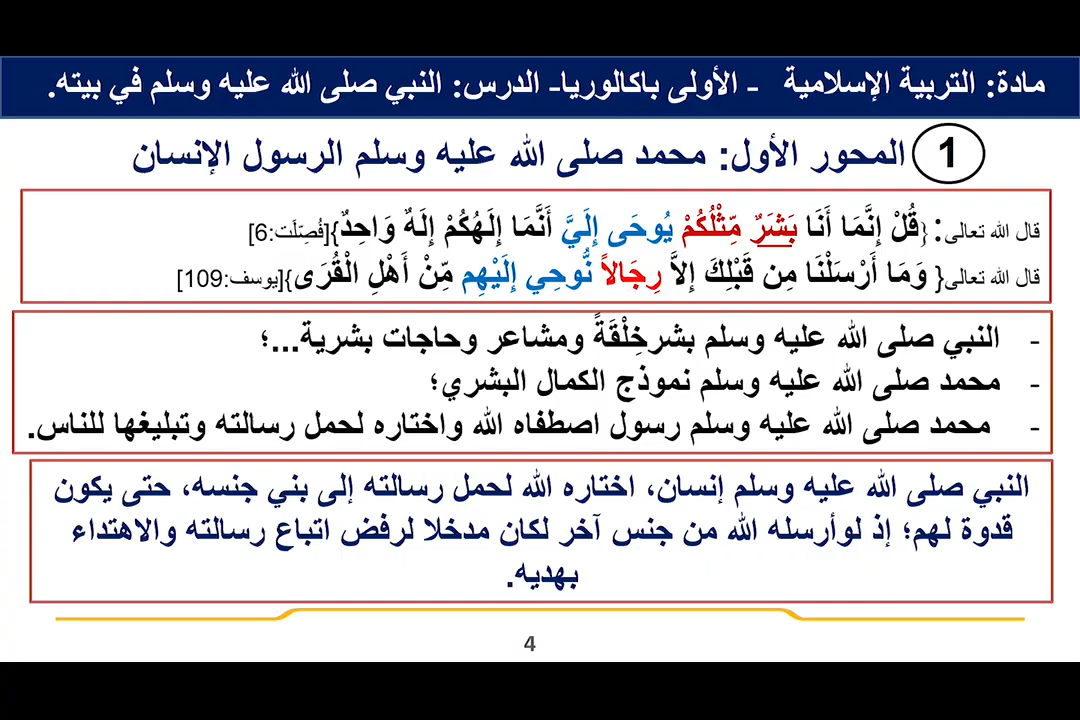 مادة: التربية الإسلامية - الأولى باكالوريا- الدرس: النبي صلى الله عليه وسلم في بيته.
1 المحور الأول: محمد صلى الله عليه وسلم الرسول الإنسان
قال الله تعالى: {قُلْ إِنَّمَا أَنَا بَشَرٌ مِّثْلُكُمْ يُوحَى إِلَيَّ أَنَّمَا إِلَهُكُمْ إِلَهٌ وَاحِدٌ}[فُصِّلَت:6]
قال الله تعالى{ وَمَا أَرْسَلْنَا مِن قَبْلِكَ إِلاَّ رِجَالاً نُّوحِي إِلَيْهِم مِّنْ أَهْلِ الْقُرَى}[يوسف:109]
- النبي صلى الله عليه وسلم بشرخِلْقَةً ومشاعر وحاجات بشرية...؛
- محمد صلى الله عليه وسلم نموذج الكمال البشري؛
- محمد صلى الله عليه وسلم رسول اصطفاه الله واختاره لحمل رسالته وتبليغها للناس.
النبي صلى الله عليه وسلم إنسان، اختاره الله لحمل رسالته إلى بني جنسه، حتى يكون
قدوة لهم؛ إذ لوأرسله الله من جنس آخر لكان مدخلا لرفض اتباع رسالته والاهتداء
بهديه.
4